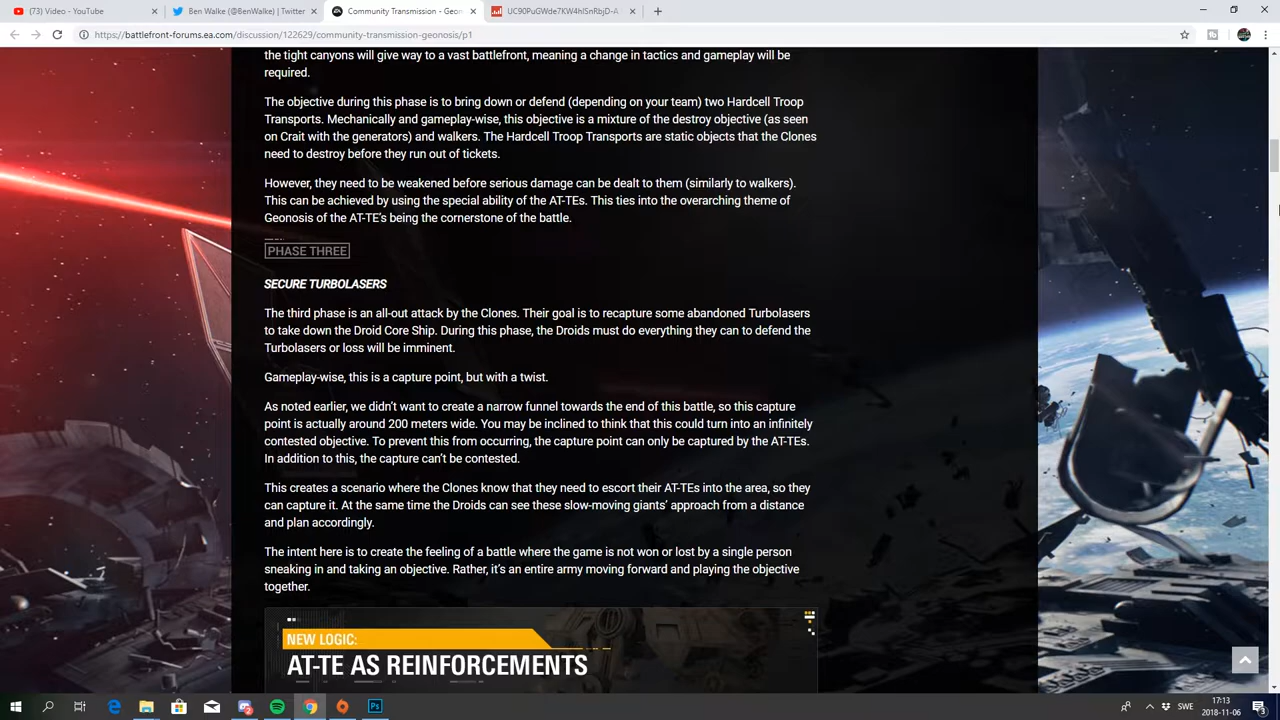 (73) Video - YouTube
Ben Walke (@BenWalke) | Twitter
Community Transmission - Geon
UC90PuGWde7KW4hlSnRbjD-A
https://battlefront-forums.ea.com/discussion/122629/community-transmission-geonosis/p1
the tight canyons will give way to a vast battlefront, meaning a change in tactics and gameplay will be
required.
The objective during this phase is to bring down or defend (depending on your team) two Hardcell Troop
Transports. Mechanically and gameplay-wise, this objective is a mixture of the destroy objective (as seen
on Crait with the generators) and walkers. The Hardcell Troop Transports are static objects that the Clones
need to destroy before they run out of tickets.
However, they need to be weakened before serious damage can be dealt to them (similarly to walkers).
This can be achieved by using the special ability of the AT-TEs. This ties into the overarching theme of
Geonosis of the AT-TE's being the cornerstone of the battle.
PHASE THREE
SECURE TURBOLASERS
The third phase is an all-out attack by the Clones. Their goal is to recapture some abandoned Turbolasers
to take down the Droid Core Ship. During this phase, the Droids must do everything they can to defend the
Turbolasers or loss will be imminent.
Gameplay-wise, this is a capture point, but with a twist.
As noted earlier, we didn't want to create a narrow funnel towards the end of this battle, so this capture
point is actually around 200 meters wide. You may be inclined to think that this could turn into an infinitely
contested objective. To prevent this from occurring, the capture point can only be captured by the AT-TEs.
In addition to this, the capture can't be contested.
This creates a scenario where the Clones know that they need to escort their AT-TEs into the area, so they
can capture it. At the same time the Droids can see these slow-moving giants' approach from a distance
and plan accordingly.
The intent here is to create the feeling of a battle where the game is not won or lost by a single person
sneaking in and taking an objective. Rather, it's an entire army moving forward and playing the objective
together.
NEW LOGIC:
AT-TE AS REINFORCEMENTS
Ps
SWE
17:13
2018-11-06
3